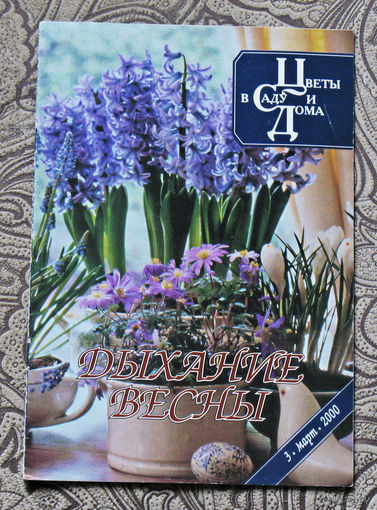 Цветы
в Саду и
Дома
ДЫХАНИЕ
ВЕСНЫ
3. март. 2000